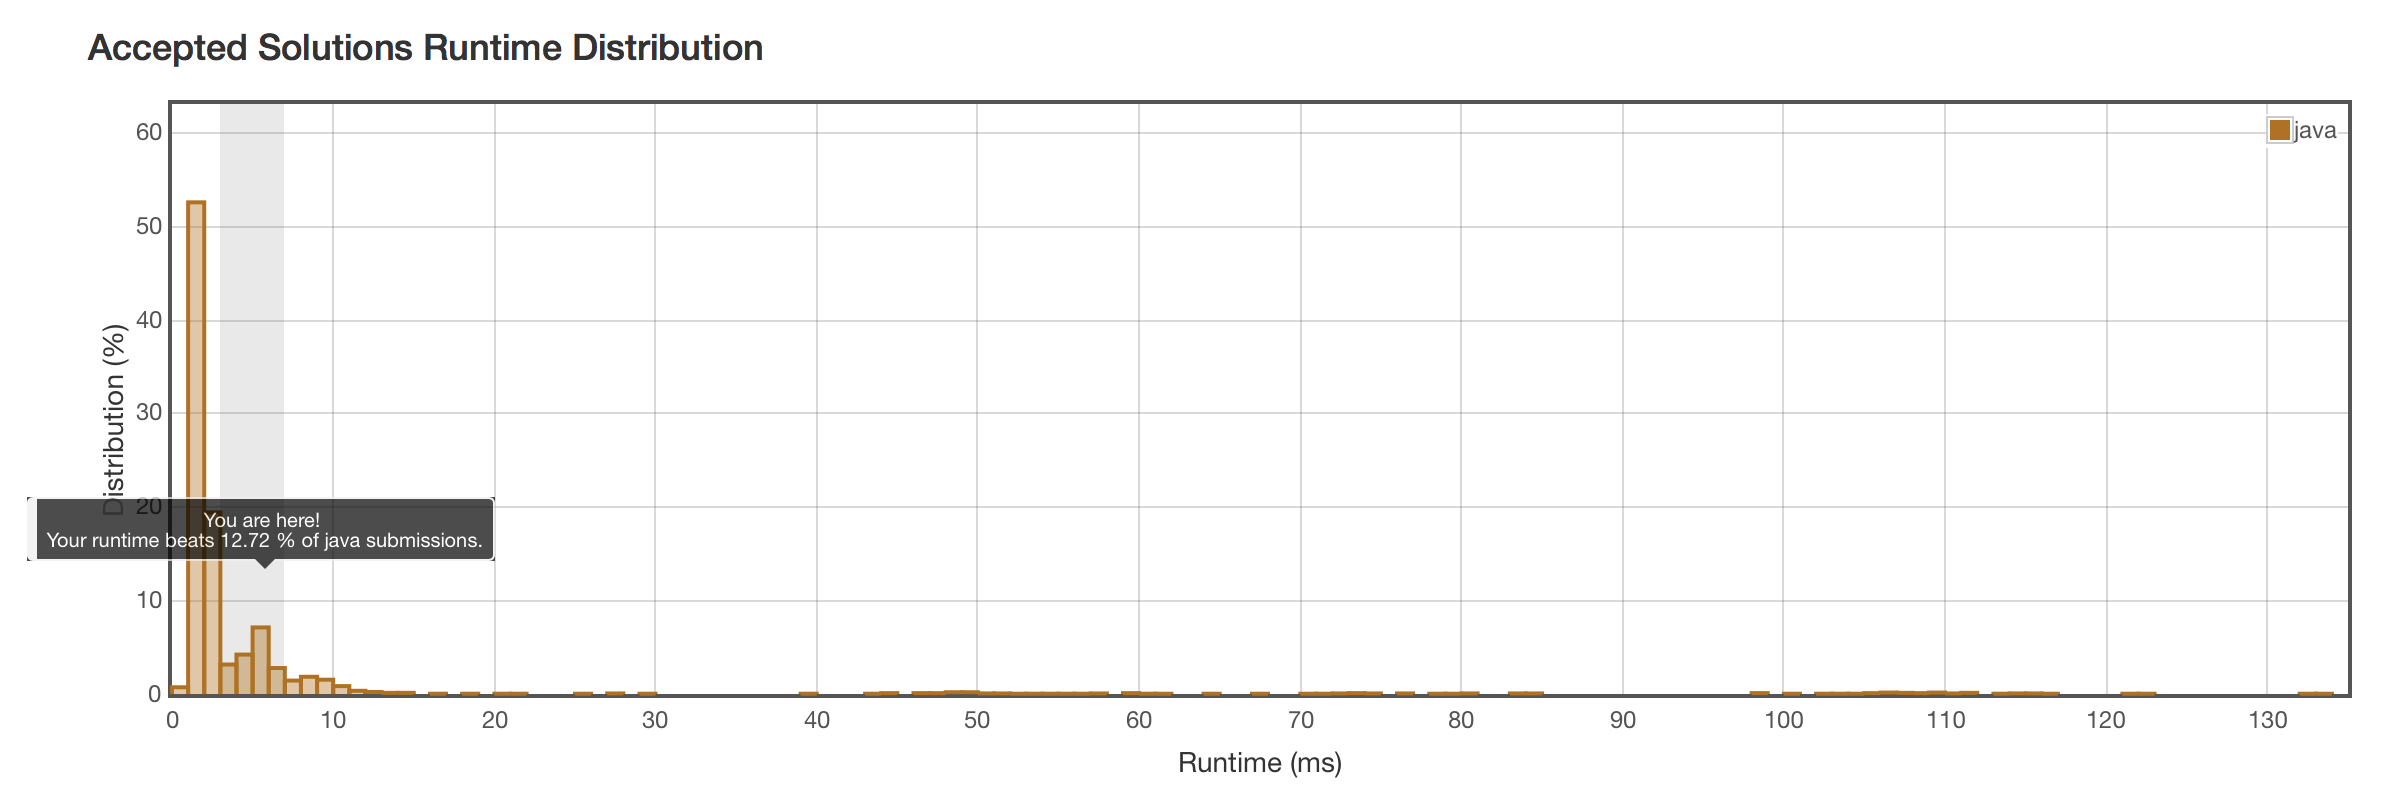 Accepted Solutions Runtime Distribution
java
Distribution (%)
60
50
40
30
20
10
0
You are here!
Your runtime beats 12.72 % of java submissions.
0 10 20 30 40 50 60 70 80 90 100 110 120 130
Runtime (ms)